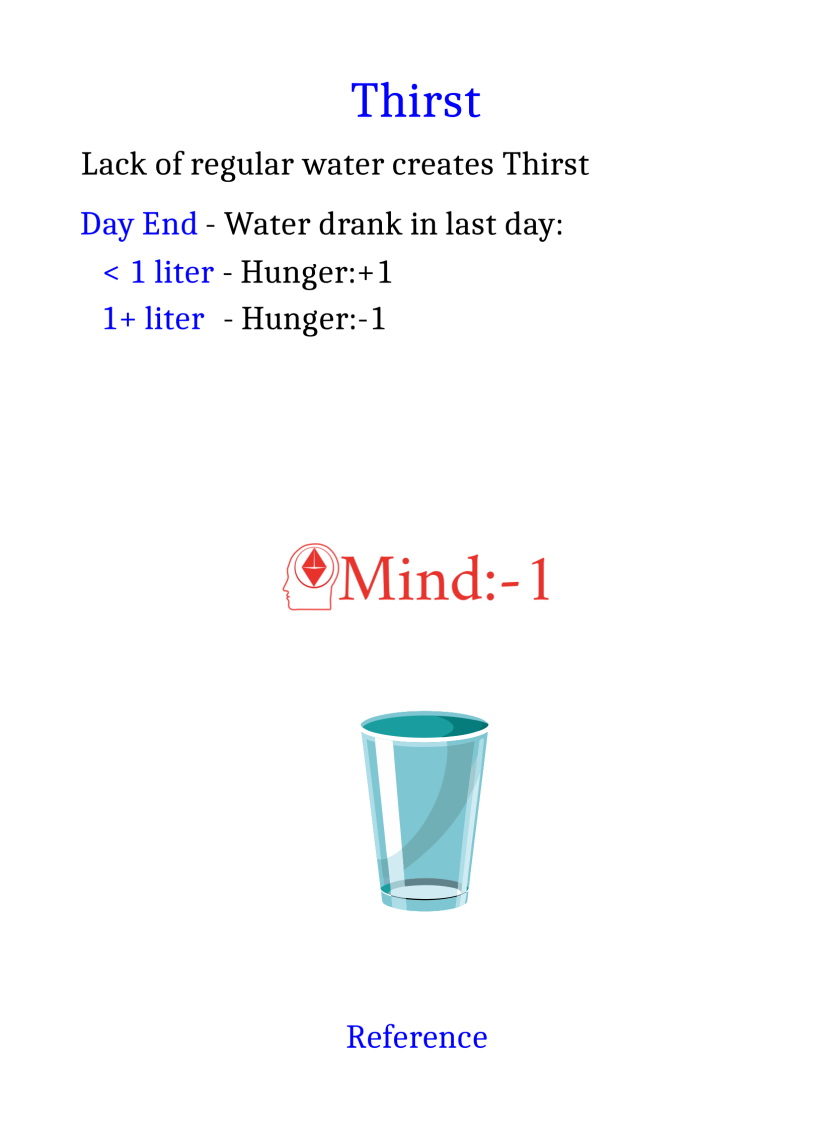 Thirst
Lack of regular water creates Thirst
Day End - Water drank in last day:
< 1 liter - Hunger:+1
1+ liter - Hunger:-1
Mind:-1
Reference